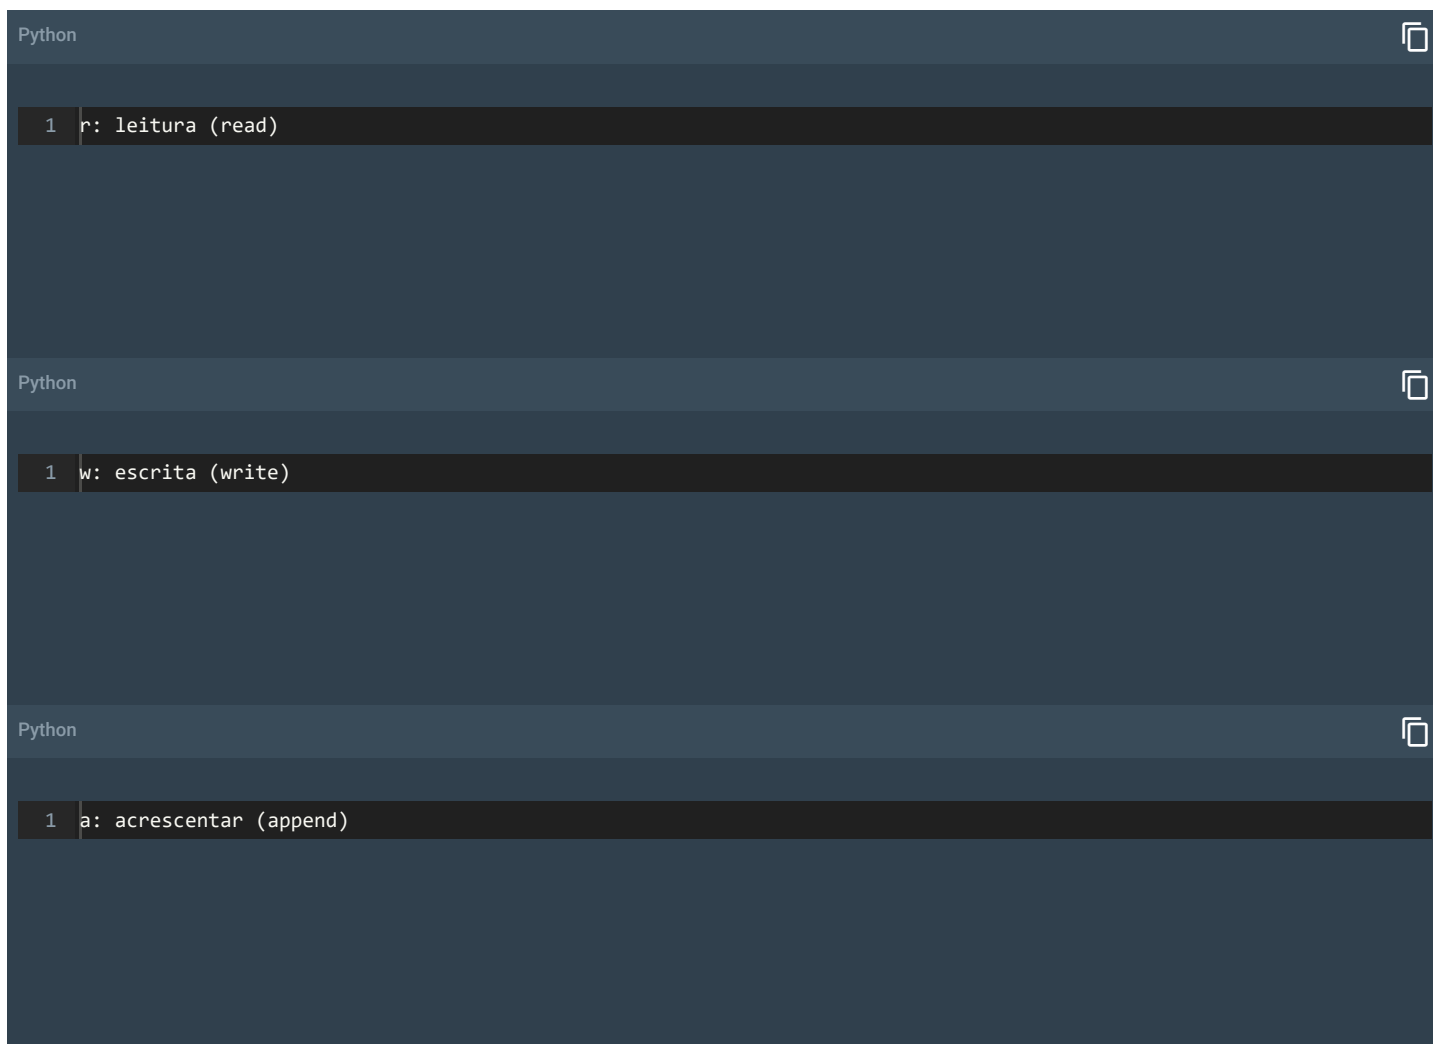 Python
1 r: leitura (read)
Python
1 w: escrita (write)
Python
1 a: acrescentar (append)